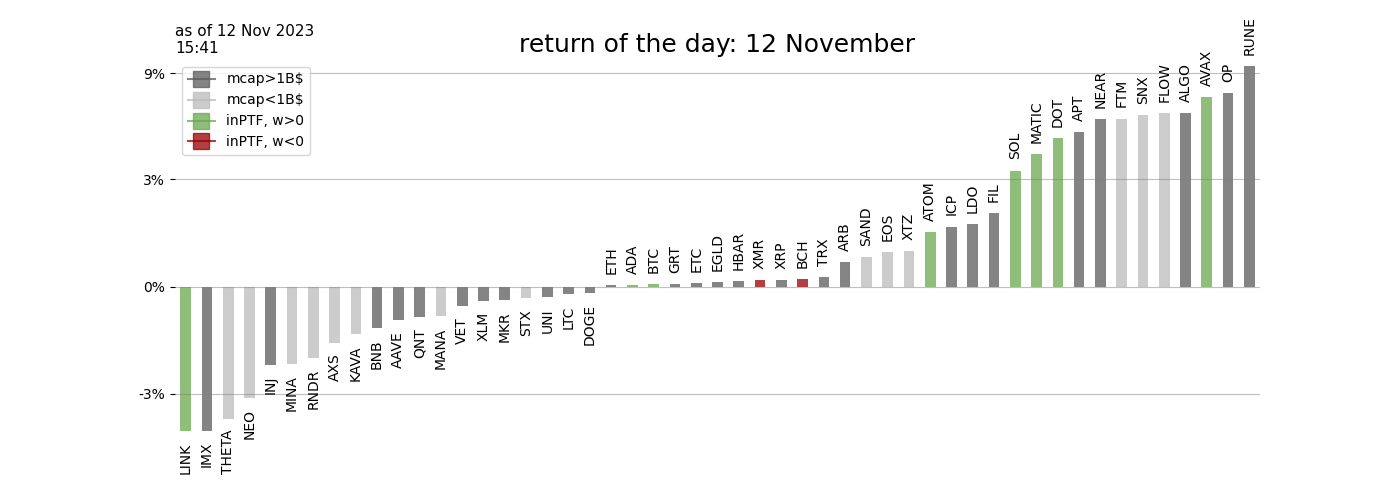 as of 12 Nov 2023
15:41
return of the day: 12 November
mcap>1B$
mcap<1B$
inPTF, w>0
inPTF, w<0
9%
3%
0%
-3%
LINK
IMX
THETA
NEO
INJ
MINA
RNDR
AXS
KAVA
BNB
AAVE
QNT
MANA
VET
XLM
MKR
STX
UNI
LTC
DOGE
ETH
ADA
BTC
GRT
ETC
EGLD
HBAR
XMR
XRP
BCH
TRX
ARB
SAND
EOS
XTZ
ATOM
ICP
LDO
FIL
SOL
MATIC
DOT
APT
NEAR
FTM
SNX
FLOW
ALGO
AVAX
OP
RUNE